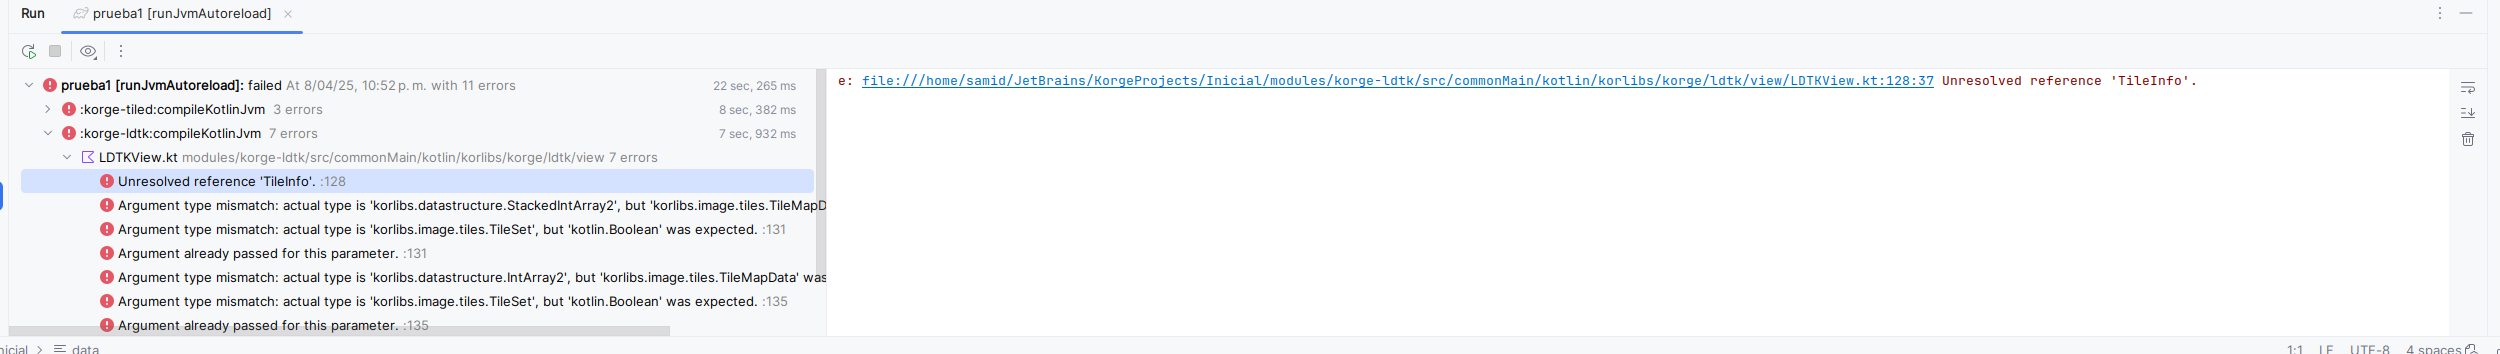 Run prueba1 [runJvmAutoreload]
prueba1 [runJvmAutoreload]: failed At 8/04/25, 10:52 p. m. with 11 errors 22 sec, 265 ms
:korge-tiled:compileKotlinJvm 3 errors 8 sec, 382 ms
:korge-ldtk:compileKotlinJvm 7 errors 7 sec, 932 ms
LDTKView.kt modules/korge-ldtk/src/commonMain/kotlin/korlibs/korge/ldtk/view 7 errors
Unresolved reference 'TileInfo'. :128
Argument type mismatch: actual type is 'korlibs.datastructure.StackedIntArray2', but 'korlibs.image.tiles.TileMapD
Argument type mismatch: actual type is 'korlibs.image.tiles.TileSet', but 'kotlin.Boolean' was expected. :131
Argument already passed for this parameter. :131
Argument type mismatch: actual type is 'korlibs.datastructure.IntArray2', but 'korlibs.image.tiles.TileMapData' was
Argument type mismatch: actual type is 'korlibs.image.tiles.TileSet', but 'kotlin.Boolean' was expected. :135
Argument already passed for this parameter. :135
e: file:///home/samid/JetBrains/KorgeProjects/Inicial/modules/korge-ldtk/src/commonMain/kotlin/korlibs/korge/ldtk/view/LDTKView.kt:128:37 Unresolved reference 'TileInfo'.
nicial > data
1:1 LF UTF-8 4 spaces